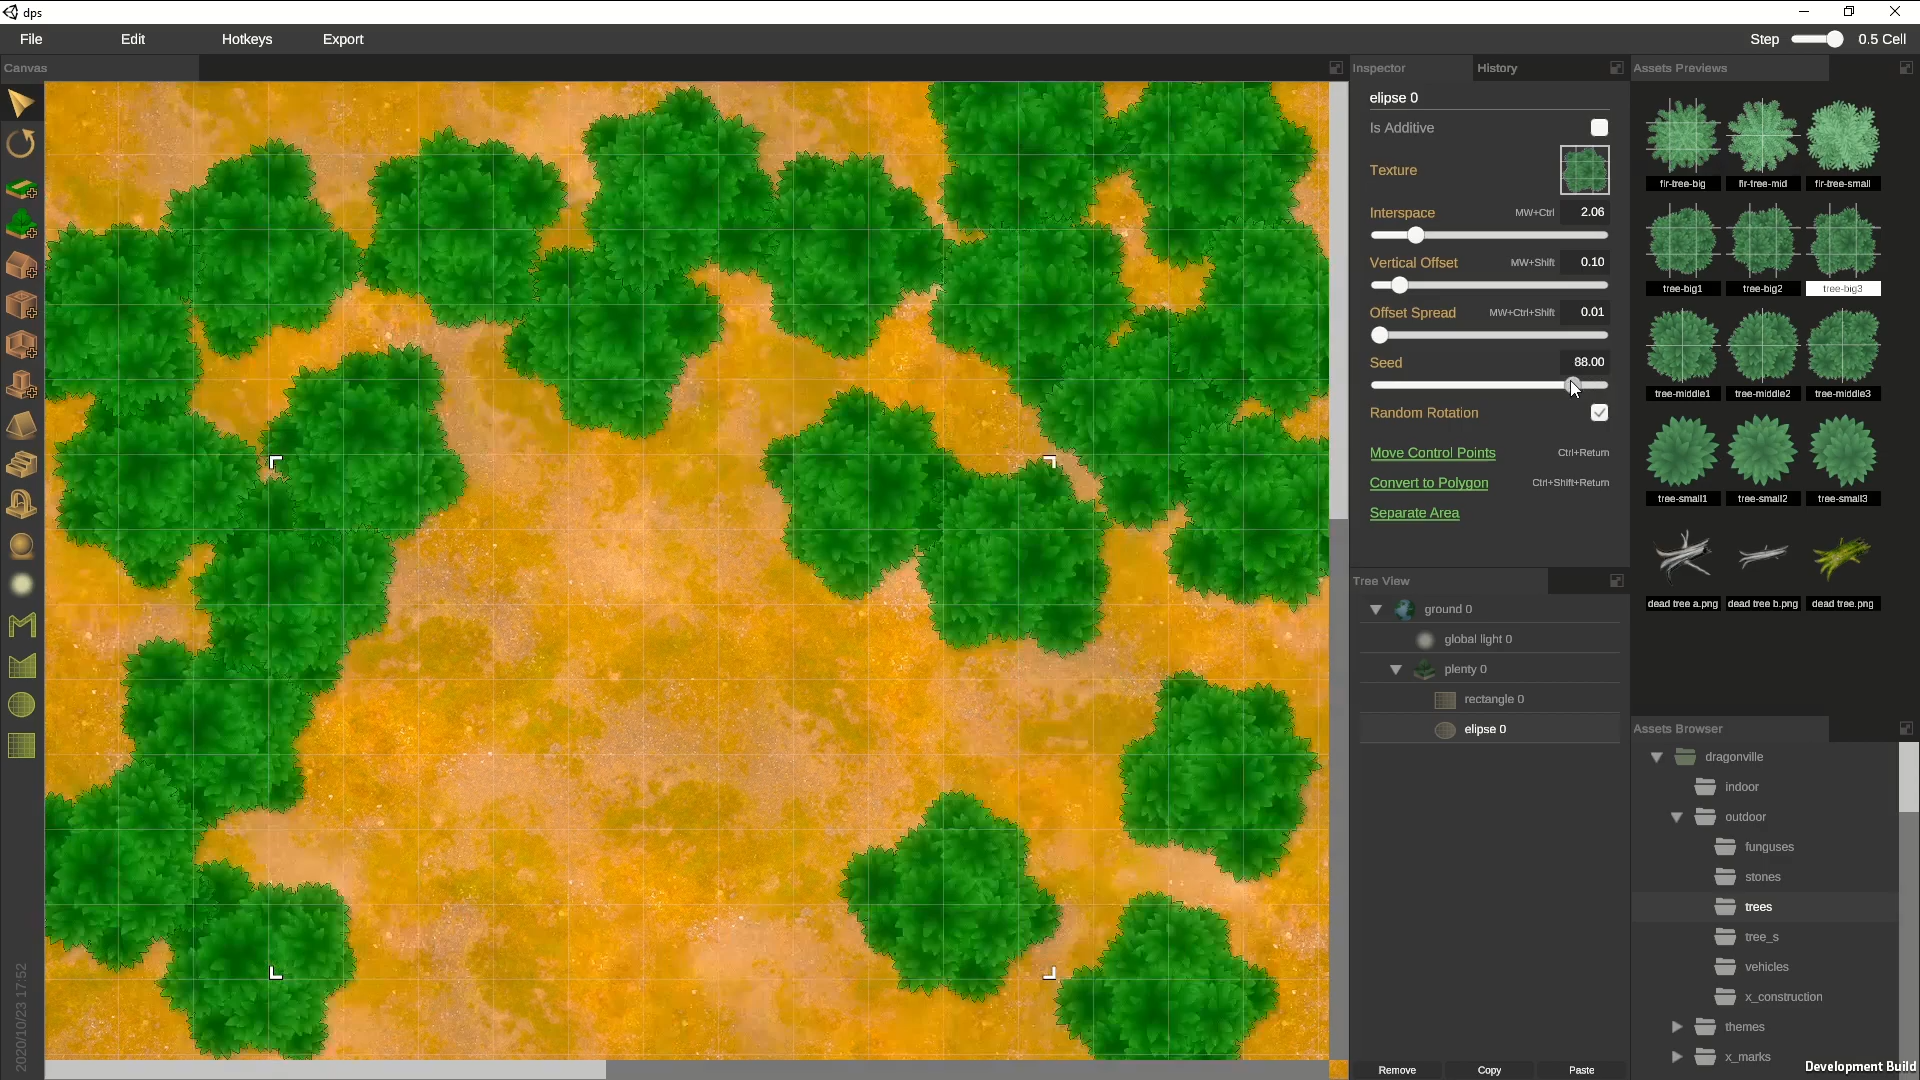 dps
File Edit Hotkeys Export Step 0.5 Cell
Canvas
Inspector History
Assets Previews
elipse 0
Is Additive
Texture
Interspace MW+Ctrl 2.06
Vertical Offset MW+Shift 0.10
Offset Spread MW+Ctrl+Shift 0.01
Seed 88.00
Random Rotation
Move Control Points Ctrl+Return
Convert to Polygon Ctrl+Shift+Return
Separate Area
fir-tree-big fir-tree-mid fir-tree-small
tree-big1 tree-big2 tree-big3
tree-middle1 tree-middle2 tree-middle3
tree-small1 tree-small2 tree-small3
dead tree a.png dead tree b.png dead tree.png
Tree View
ground 0
global light 0
plenty 0
rectangle 0
elipse 0
Remove Copy Paste
Assets Browser
dragonville
indoor
outdoor
funguses
stones
trees
tree_s
vehicles
x_construction
themes
x_marks
Development Build
2020/10/23 17:52